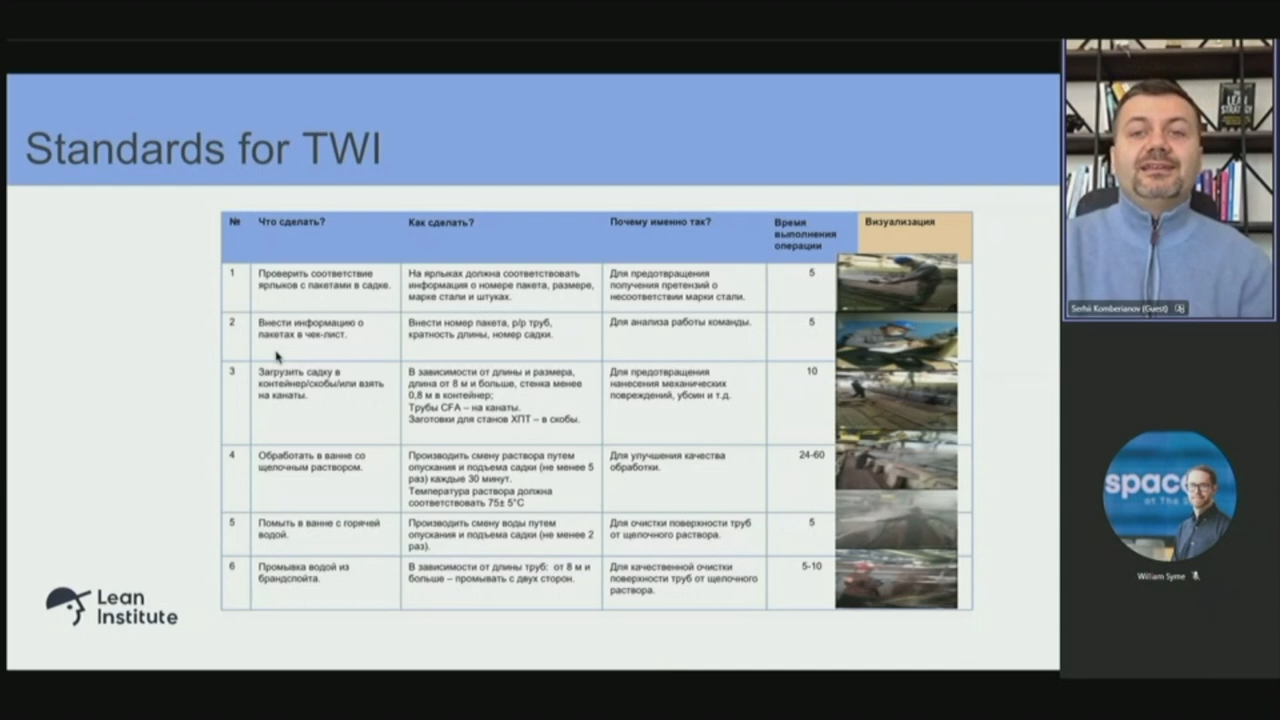 Standards for TWI
№
Что сделать?
Как сделать?
Почему именно так?
Время
выполнения
операции
Визуализация
1
Проверить соответствие
ярлыков с пакетами в садке.
На ярлыках должна соответствовать
информация о номере пакета, размере,
марке стали и штуках.
Для предотвращения
получения претензий о
несоответствии марки стали.
5
2
Внести информацию о
пакетах в чек-лист.
Внести номер пакета, р/р труб,
кратность длины, номер садки.
Для анализа работы команды.
5
3
Загрузить садку в
контейнер/скобы/или взять
на канаты.
В зависимости от длины и размера,
длина от 8 м и больше, стенка менее
0,8 м в контейнер;
Трубы CFA – на канаты.
Заготовки для станов ХПТ – в скобы.
Для предотвращения
нанесения механических
повреждений, убоин и т.д.
10
4
Обработать в ванне со
щелочным раствором.
Производить смену раствора путем
опускания и подъема садки (не менее 5
раз) каждые 30 минут.
Температура раствора должна
соответствовать 75± 5°С
Для улучшения качества
обработки.
24-60
5
Помыть в ванне с горячей
водой.
Производить смену воды путем
опускания и подъема садки (не менее 2
раз).
Для очистки поверхности труб
от щелочного раствора.
5
6
Промывка водой из
брандспойта.
В зависимости от длины труб: от 8 м и
больше – промывать с двух сторон.
Для качественной очистки
поверхности труб от щелочного
раствора.
5-10
Lean
Institute
THE
LEAN
STRATEGY
Serhii Komberianov (Guest)
space
at The
William Syme